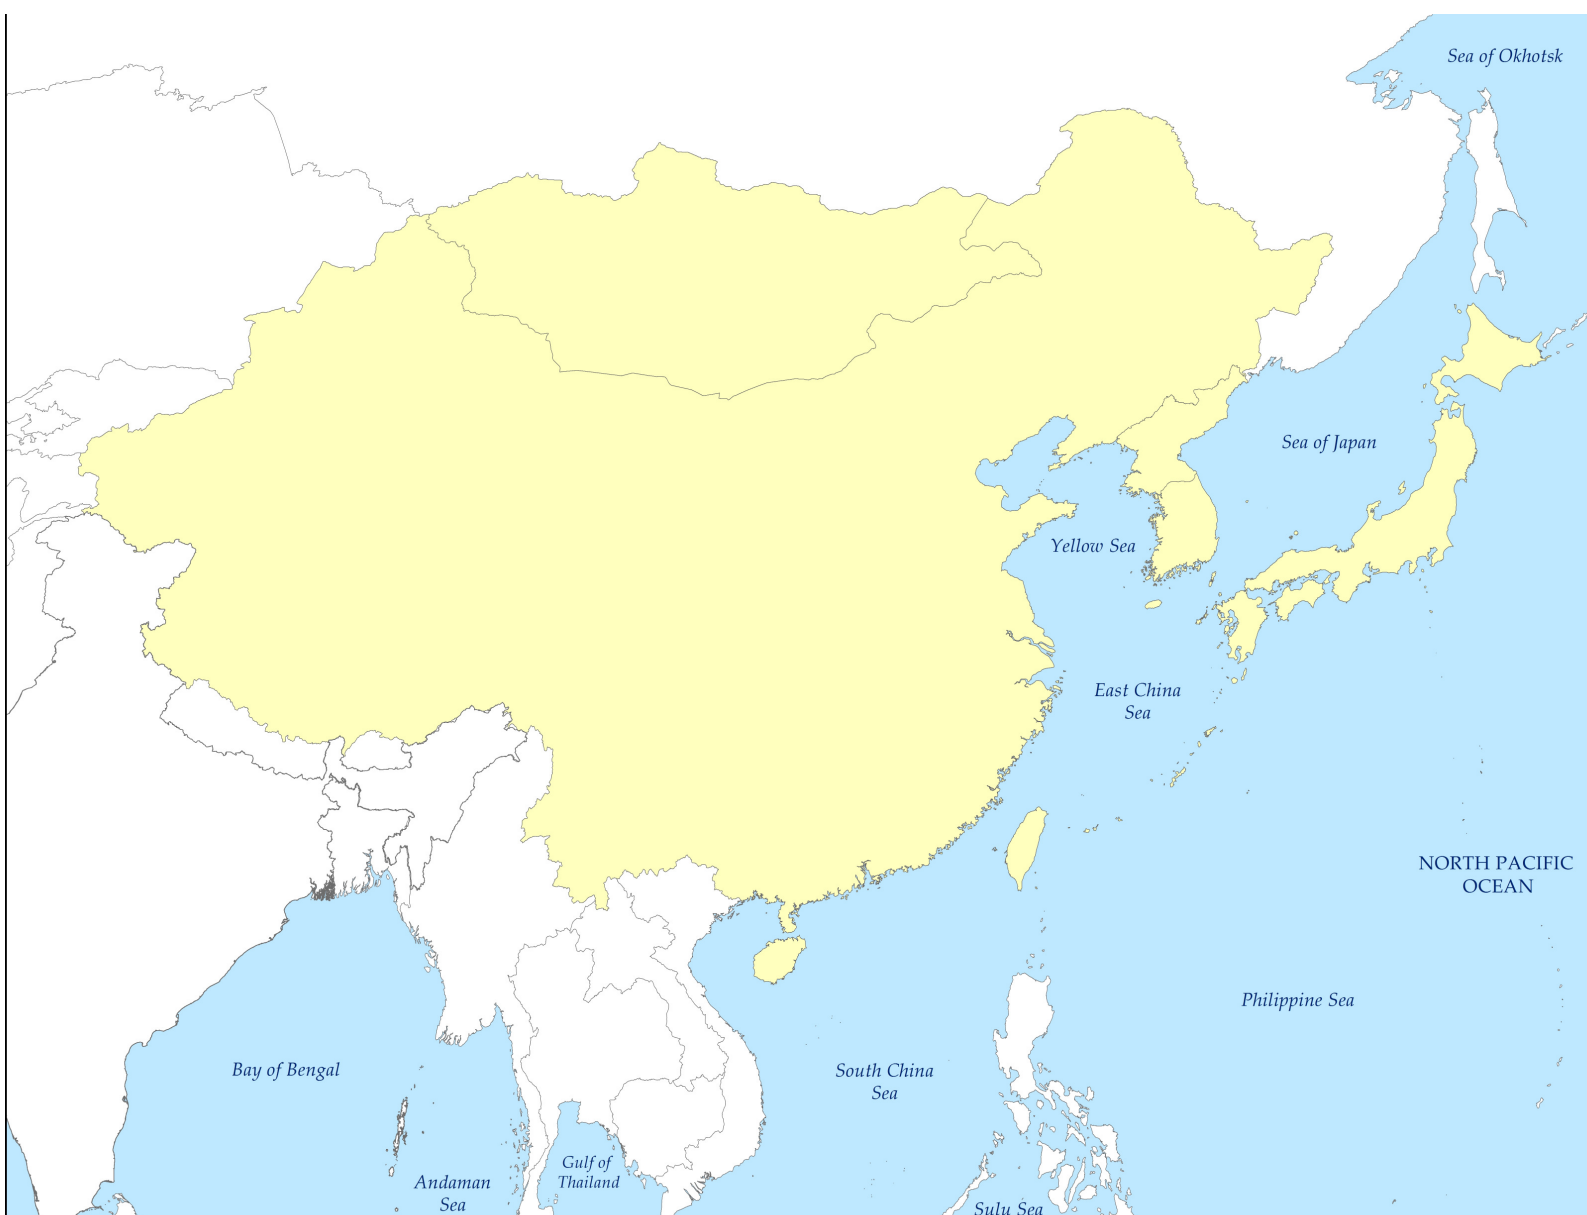 Sea of Okhotsk
Sea of Japan
Yellow Sea
East China
Sea
NORTH PACIFIC
OCEAN
Philippine Sea
South China
Sea
Bay of Bengal
Gulf of
Thailand
Andaman
Sea
Sulu Sea